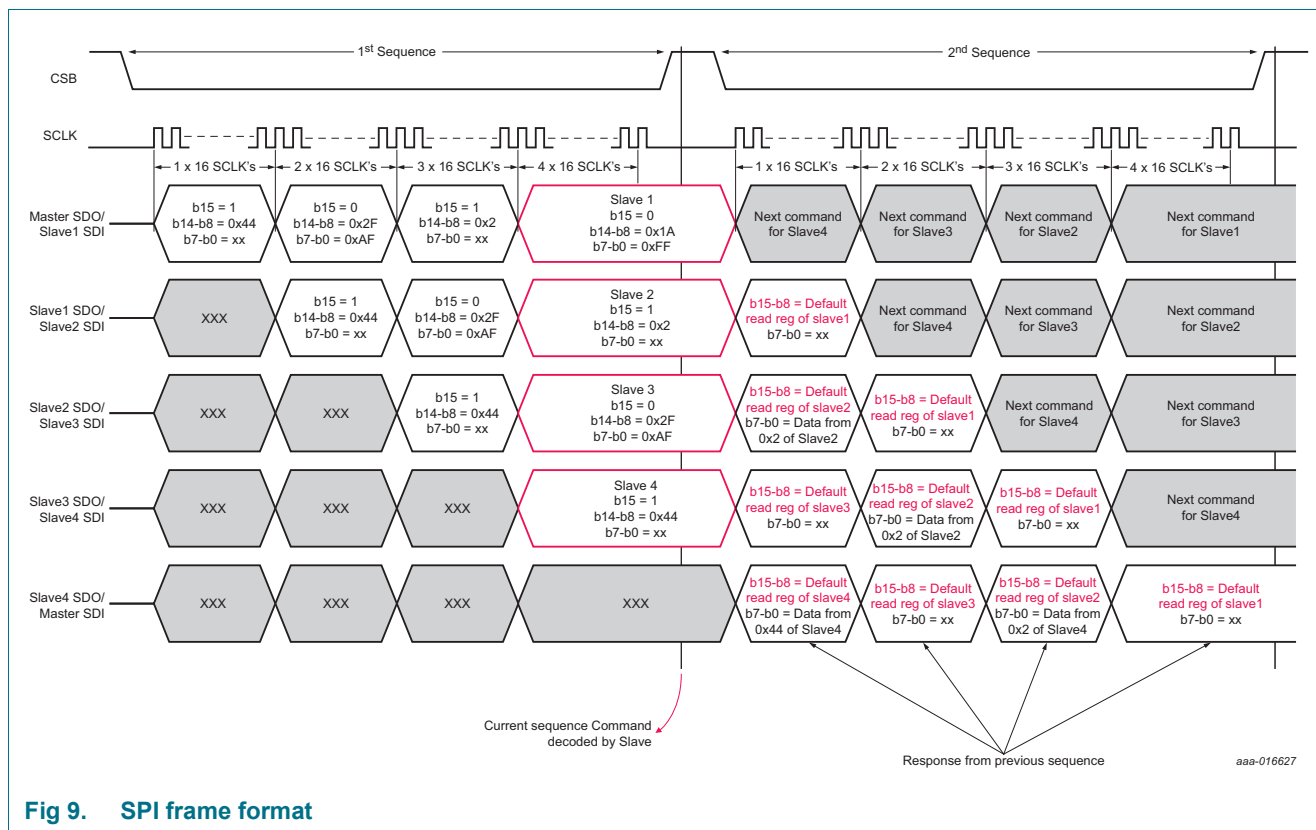 1st Sequence
2nd Sequence
CSB
SCLK
1 x 16 SCLK's
2 x 16 SCLK's
3 x 16 SCLK's
4 x 16 SCLK's
1 x 16 SCLK's
2 x 16 SCLK's
3 x 16 SCLK's
4 x 16 SCLK's
Master SDO/
Slave1 SDI
b15 = 1
b14-b8 = 0x44
b7-b0 = xx
b15 = 0
b14-b8 = 0x2F
b7-b0 = 0xAF
b15 = 1
b14-b8 = 0x2
b7-b0 = xx
Slave 1
b15 = 0
b14-b8 = 0x1A
b7-b0 = 0xFF
Next command
for Slave4
Next command
for Slave3
Next command
for Slave2
Next command
for Slave1
Slave1 SDO/
Slave2 SDI
XXX
b15 = 1
b14-b8 = 0x44
b7-b0 = xx
b15 = 0
b14-b8 = 0x2F
b7-b0 = 0xAF
Slave 2
b15 = 1
b14-b8 = 0x2
b7-b0 = xx
b15-b8 = Default
read reg of slave1
b7-b0 = xx
Next command
for Slave4
Next command
for Slave3
Next command
for Slave2
Slave2 SDO/
Slave3 SDI
XXX
XXX
b15 = 1
b14-b8 = 0x44
b7-b0 = xx
Slave 3
b15 = 0
b14-b8 = 0x2F
b7-b0 = 0xAF
b15-b8 = Default
read reg of slave2
b7-b0 = Data from
0x2 of Slave2
b15-b8 = Default
read reg of slave1
b7-b0 = xx
Next command
for Slave4
Next command
for Slave3
Slave3 SDO/
Slave4 SDI
XXX
XXX
XXX
Slave 4
b15 = 1
b14-b8 = 0x44
b7-b0 = xx
b15-b8 = Default
read reg of slave3
b7-b0 = xx
b15-b8 = Default
read reg of slave2
b7-b0 = Data from
0x2 of Slave2
b15-b8 = Default
read reg of slave1
b7-b0 = xx
Next command
for Slave4
Slave4 SDO/
Master SDI
XXX
XXX
XXX
XXX
b15-b8 = Default
read reg of slave4
b7-b0 = Data from
0x44 of Slave4
b15-b8 = Default
read reg of slave3
b7-b0 = xx
b15-b8 = Default
read reg of slave2
b7-b0 = Data from
0x2 of Slave4
b15-b8 = Default
read reg of slave1
b7-b0 = xx
Current sequence Command
decoded by Slave
Response from previous sequence
aaa-016627
Fig 9. SPI frame format